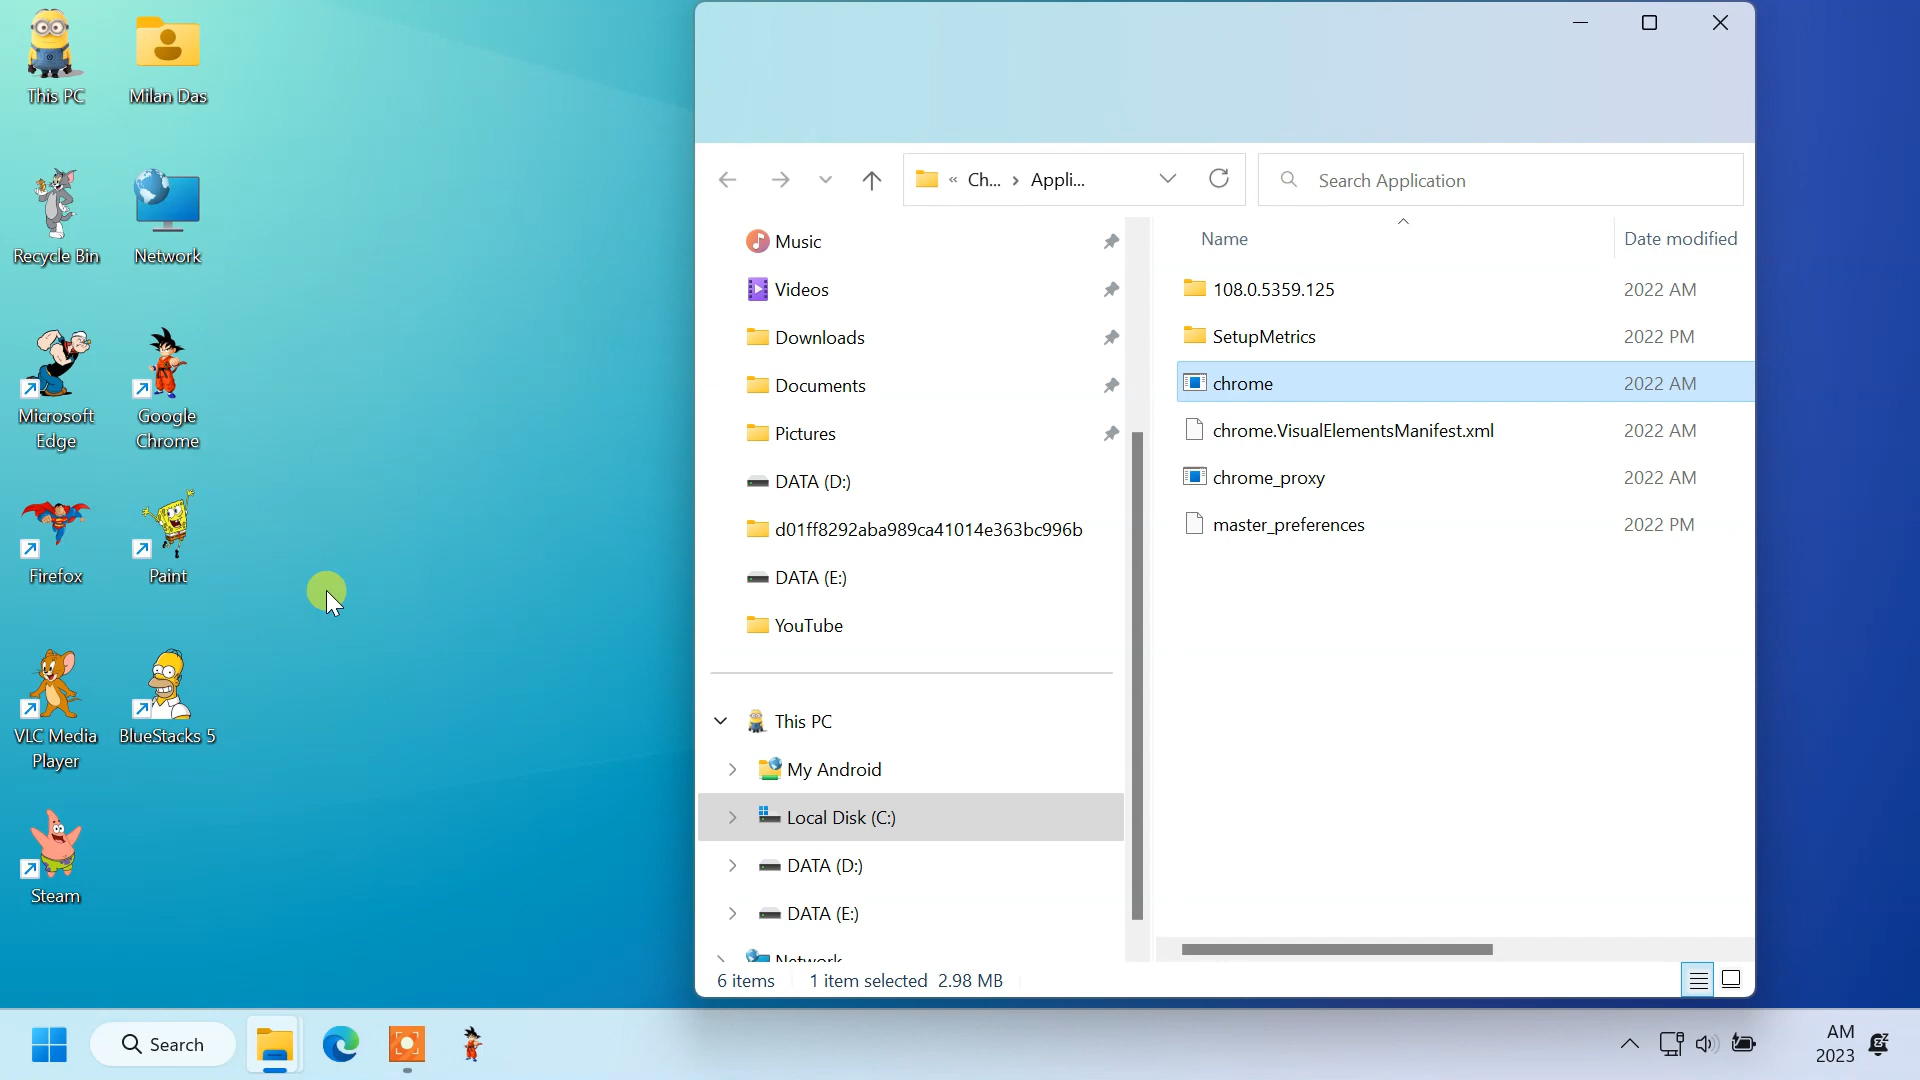 This PC
Milan Das
Recycle Bin
Network
Microsoft
Edge
Google
Chrome
Firefox
Paint
VLC Media
Player
BlueStacks 5
Steam
« Ch... › Appli...
Search Application
Music
Videos
Downloads
Documents
Pictures
DATA (D:)
d01ff8292aba989ca41014e363bc996b
DATA (E:)
YouTube
This PC
My Android
Local Disk (C:)
DATA (D:)
DATA (E:)
Network
Name
Date modified
108.0.5359.125
2022 AM
SetupMetrics
2022 PM
chrome
2022 AM
chrome.VisualElementsManifest.xml
2022 AM
chrome_proxy
2022 AM
master_preferences
2022 PM
6 items
1 item selected 2.98 MB
Search
AM
2023